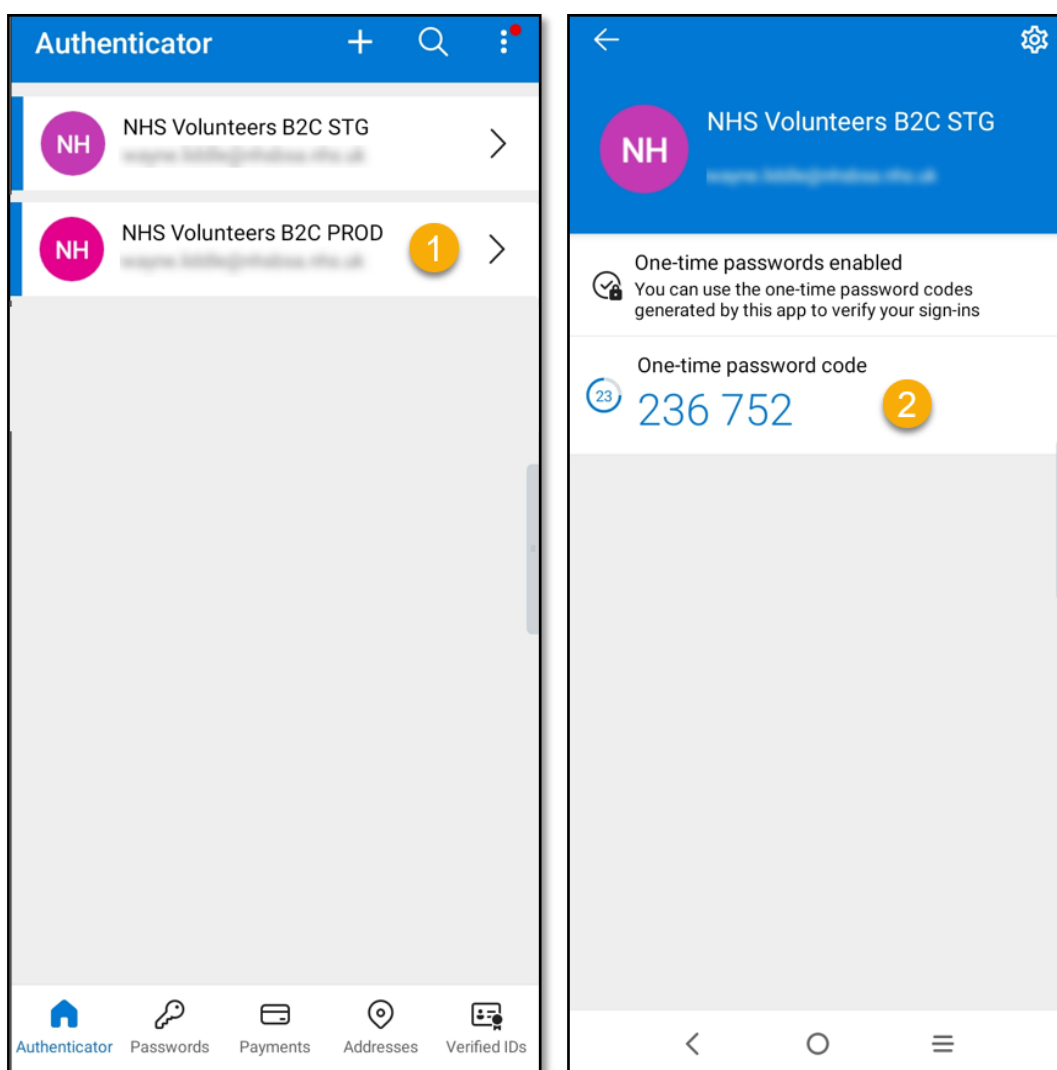 Authenticator
NH
NHS Volunteers B2C STG
NH
NHS Volunteers B2C PROD
1
Authenticator
Passwords
Payments
Addresses
Verified IDs
NH
NHS Volunteers B2C STG
One-time passwords enabled
You can use the one-time password codes
generated by this app to verify your sign-ins
One-time password code
23
236 752
2